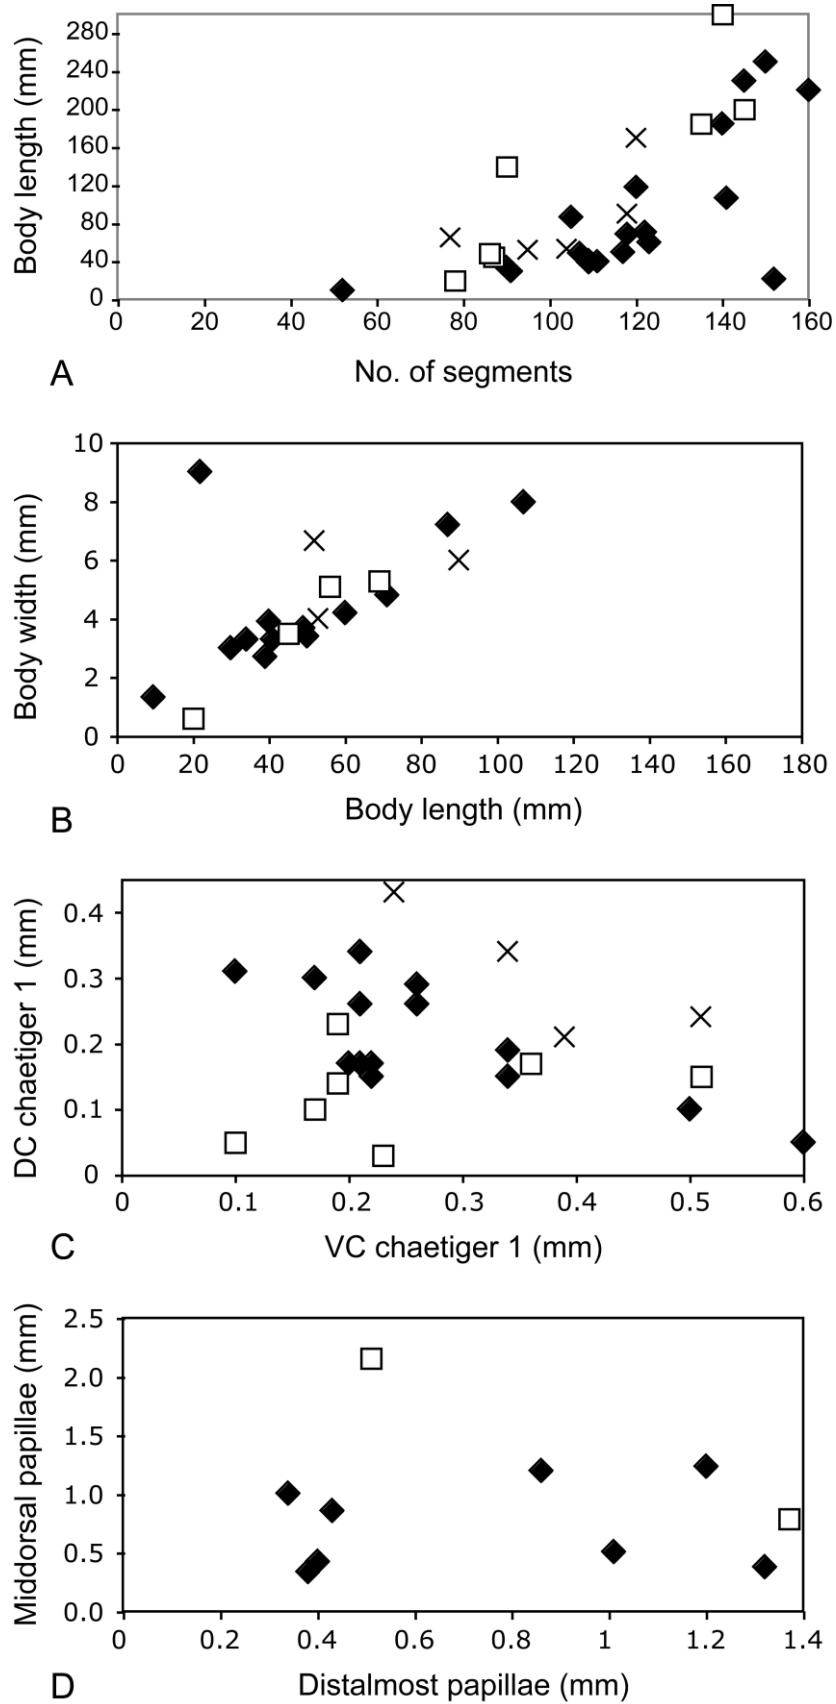 Body length (mm)
280
240
200
160
120
80
40
0
0 20 40 60 80 100 120 140 160
A No. of segments
Body width (mm)
10
8
6
4
2
0
0 20 40 60 80 100 120 140 160 180
B Body length (mm)
DC chaetiger 1 (mm)
0.4
0.3
0.2
0.1
0
0 0.1 0.2 0.3 0.4 0.5 0.6
C VC chaetiger 1 (mm)
Middorsal papillae (mm)
2.5
2.0
1.5
1.0
0.5
0.0
0 0.2 0.4 0.6 0.8 1 1.2 1.4
D Distalmost papillae (mm)